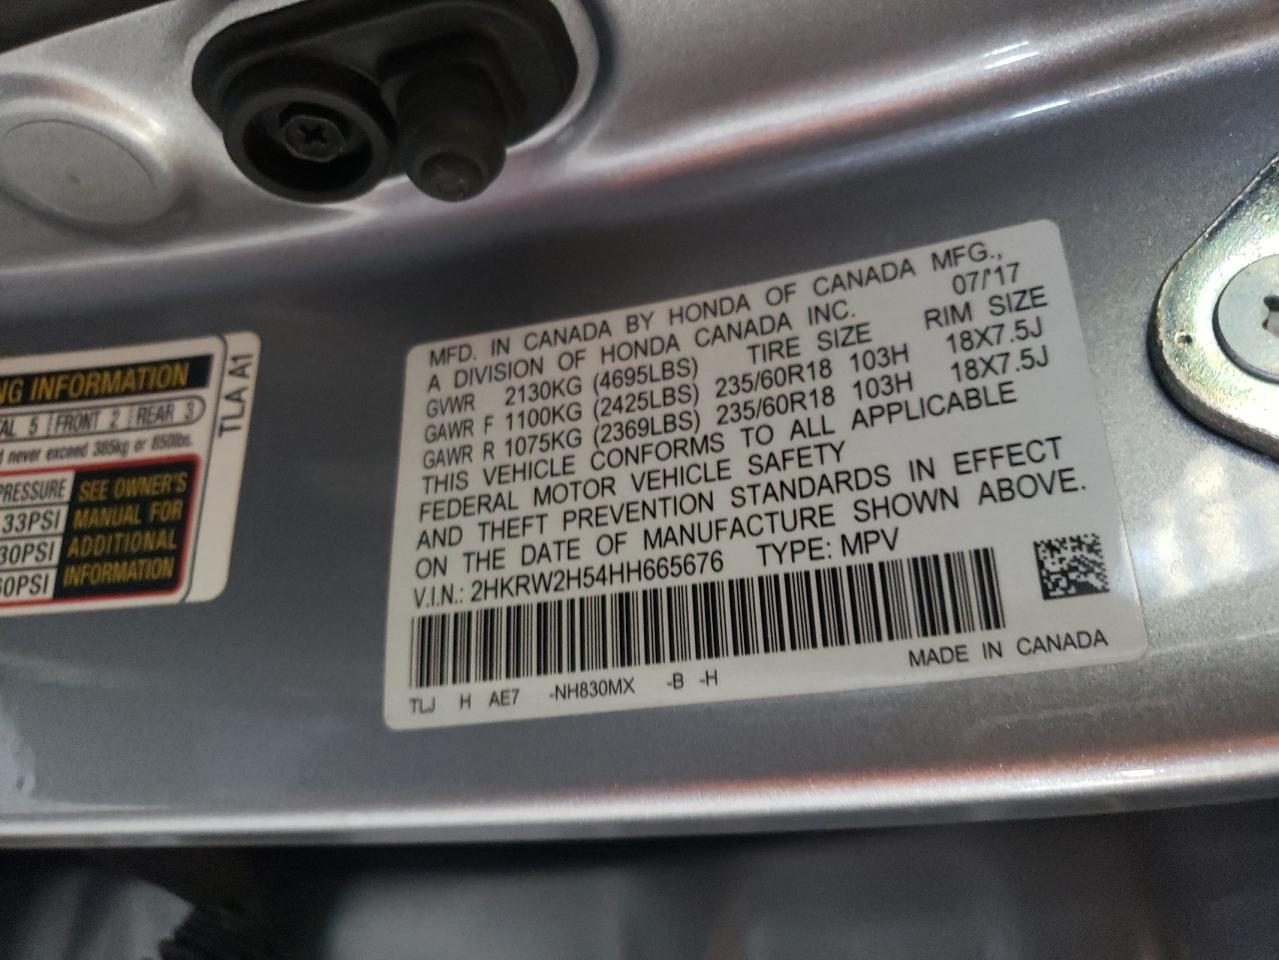 NG INFORMATION
AL 5 FRONT 2 REAR 3
never exceed 385kg or 850lbs.
PRESSURE SEE OWNER'S
33PSI MANUAL FOR
30PSI ADDITIONAL
60PSI INFORMATION
TLA A1
MFD. IN CANADA BY HONDA OF CANADA MFG.,
A DIVISION OF HONDA CANADA INC. 07/'17
GVWR 2130KG (4695LBS) TIRE SIZE RIM SIZE
GAWR F 1100KG (2425LBS) 235/60R18 103H 18X7.5J
GAWR R 1075KG (2369LBS) 235/60R18 103H 18X7.5J
THIS VEHICLE CONFORMS TO ALL APPLICABLE
FEDERAL MOTOR VEHICLE SAFETY
AND THEFT PREVENTION STANDARDS IN EFFECT
ON THE DATE OF MANUFACTURE SHOWN ABOVE.
V.I.N.: 2HKRW2H54HH665676 TYPE: MPV
TLJ H AE7 -NH830MX -B -H MADE IN CANADA